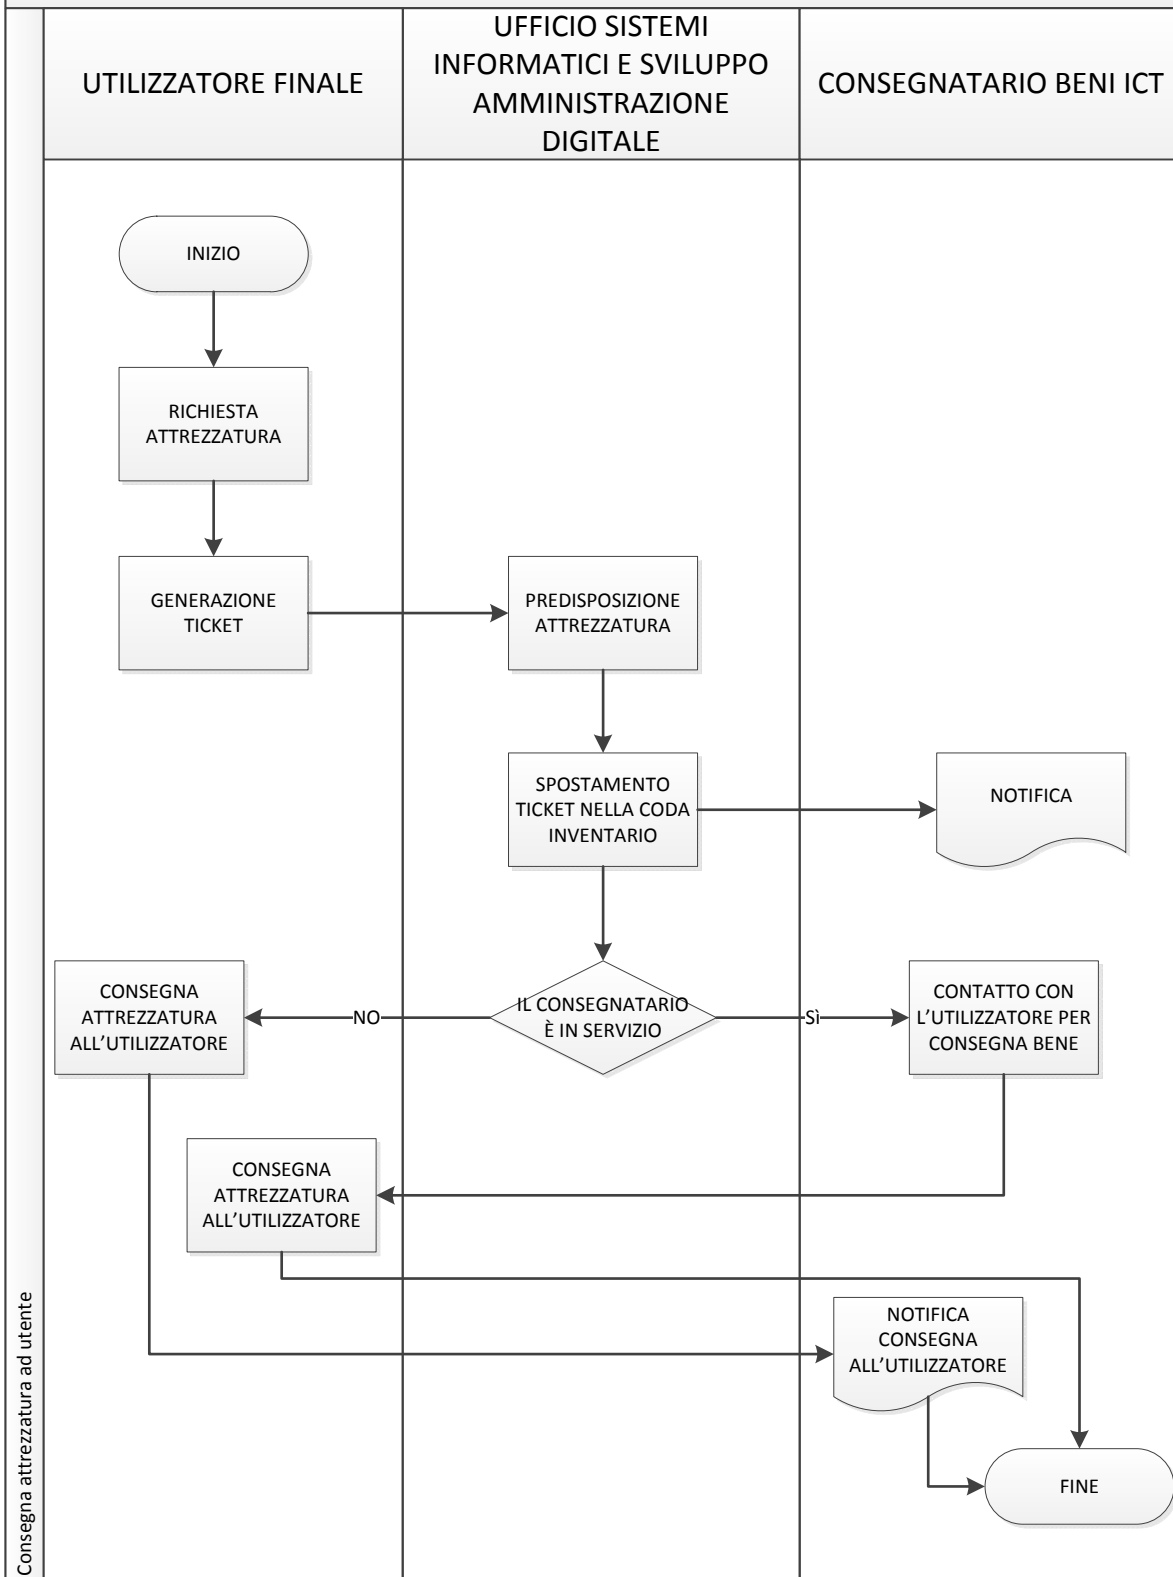 UTILIZZATORE FINALE
UFFICIO SISTEMI
INFORMATICI E SVILUPPO
AMMINISTRAZIONE
DIGITALE
CONSEGNATARIO BENI ICT
INIZIO
RICHIESTA
ATTREZZATURA
GENERAZIONE
TICKET
PREDISPOSIZIONE
ATTREZZATURA
SPOSTAMENTO
TICKET NELLA CODA
INVENTARIO
NOTIFICA
CONSEGNA
ATTREZZATURA
ALL'UTILIZZATORE
NO
IL CONSEGNATARIO
È IN SERVIZIO
Sì
CONTATTO CON
L'UTILIZZATORE PER
CONSEGNA BENE
CONSEGNA
ATTREZZATURA
ALL'UTILIZZATORE
NOTIFICA
CONSEGNA
ALL'UTILIZZATORE
FINE
Consegna attrezzatura ad utente